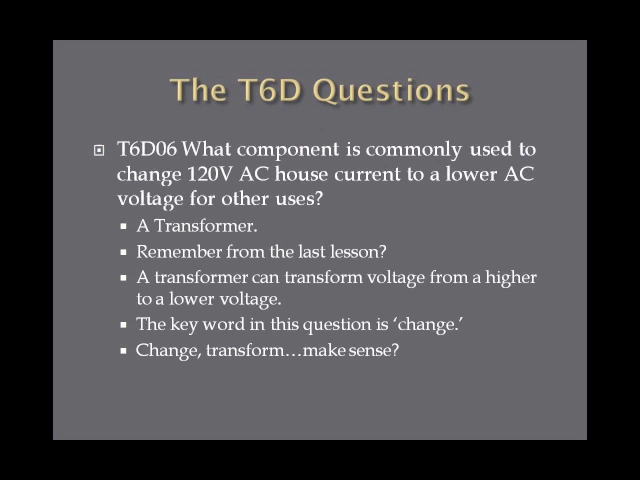 The T6D Questions
T6D06 What component is commonly used to
change 120V AC house current to a lower AC
voltage for other uses?
A Transformer.
Remember from the last lesson?
A transformer can transform voltage from a higher
to a lower voltage.
The key word in this question is ‘change.’
Change, transform…make sense?